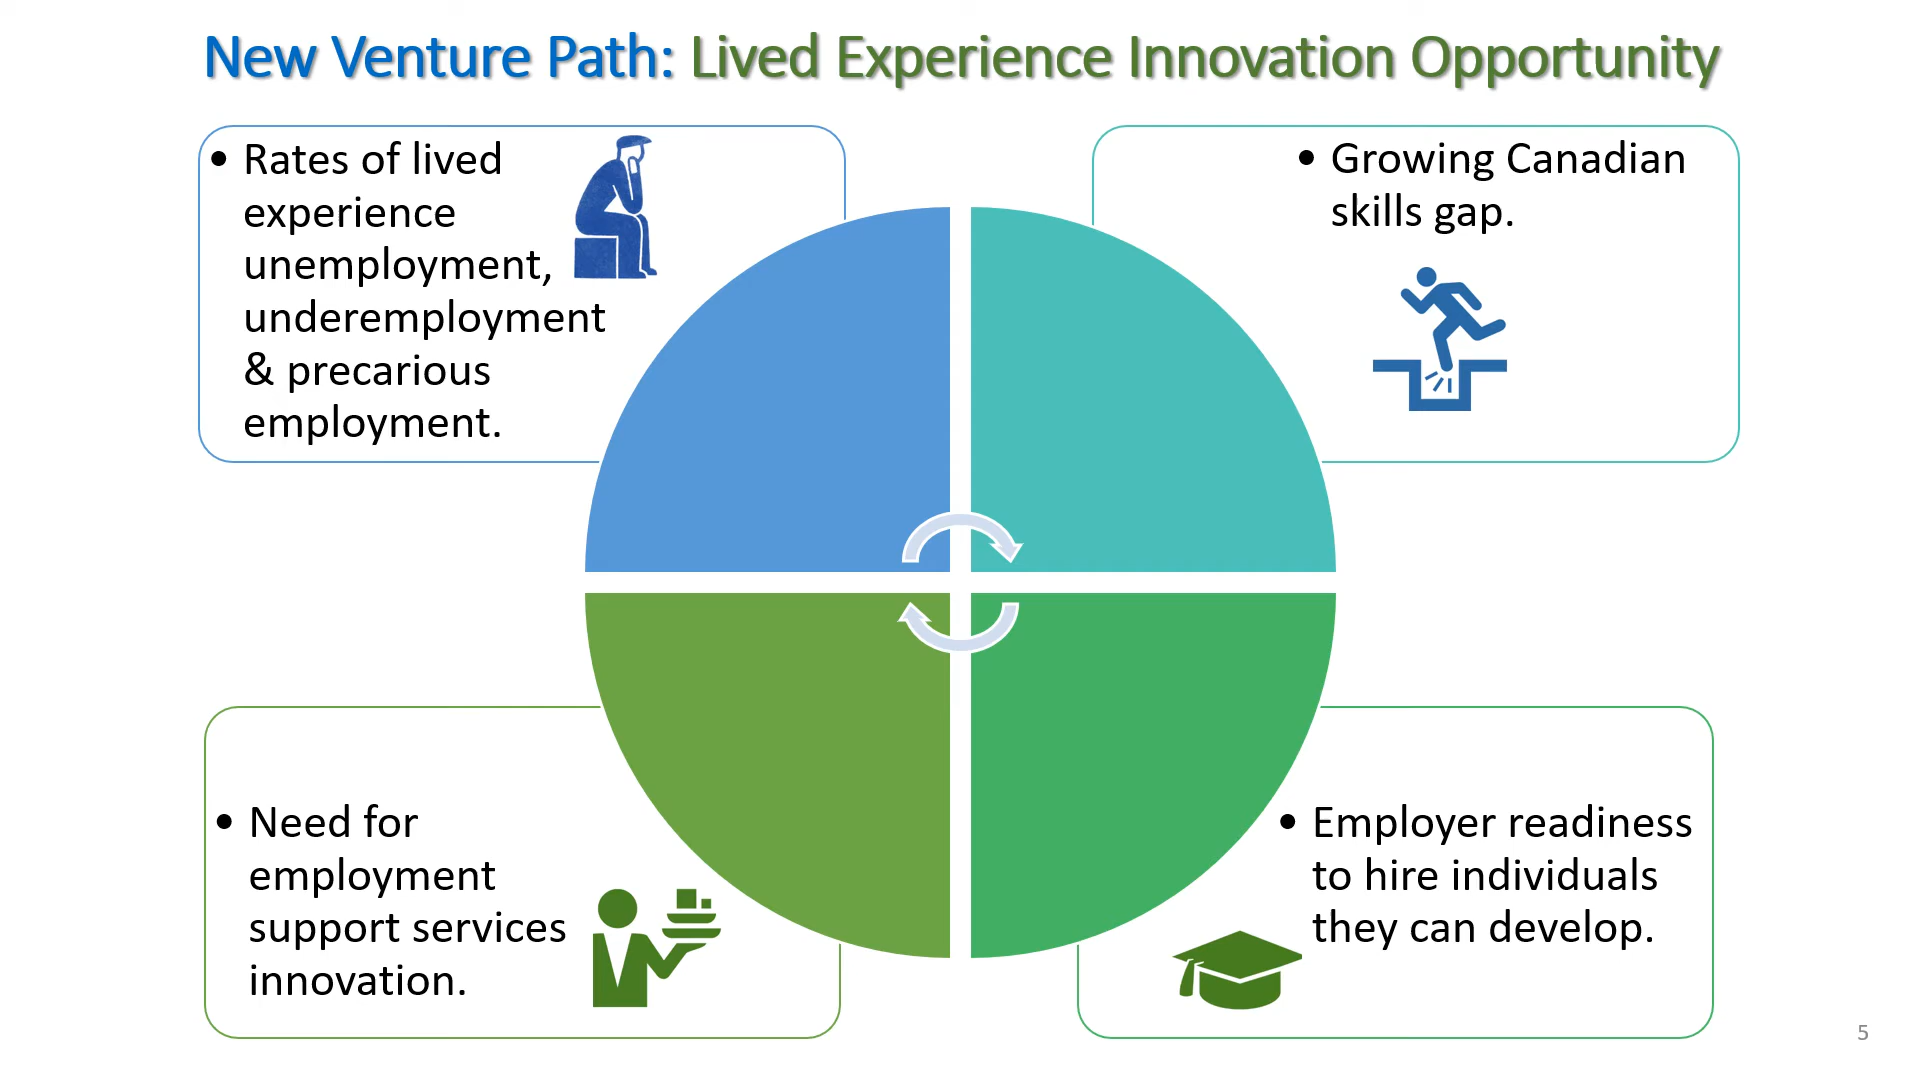 New Venture Path: Lived Experience Innovation Opportunity
• Rates of lived
experience
unemployment,
underemployment
& precarious
employment.
• Growing Canadian
skills gap.
• Need for
employment
support services
innovation.
• Employer readiness
to hire individuals
they can develop.
5